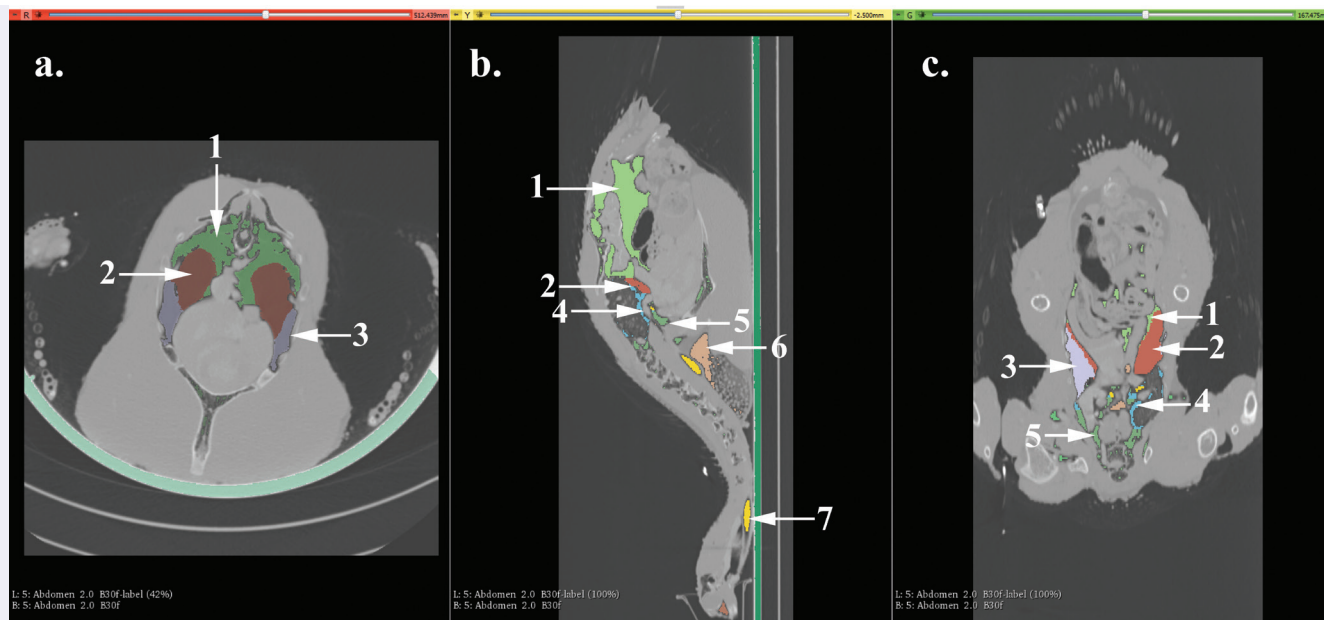 R 512.439mm
Y -2.500mm
G 167.475mm
a.
1
2
3
L: 5: Abdomen 2.0 B30f-label (42%)
B: 5: Abdomen 2.0 B30f
b.
1
2
4
5
6
7
L: 5: Abdomen 2.0 B30f-label (100%)
B: 5: Abdomen 2.0 B30f
c.
1
2
3
4
5
L: 5: Abdomen 2.0 B30f-label (100%)
B: 5: Abdomen 2.0 B30f